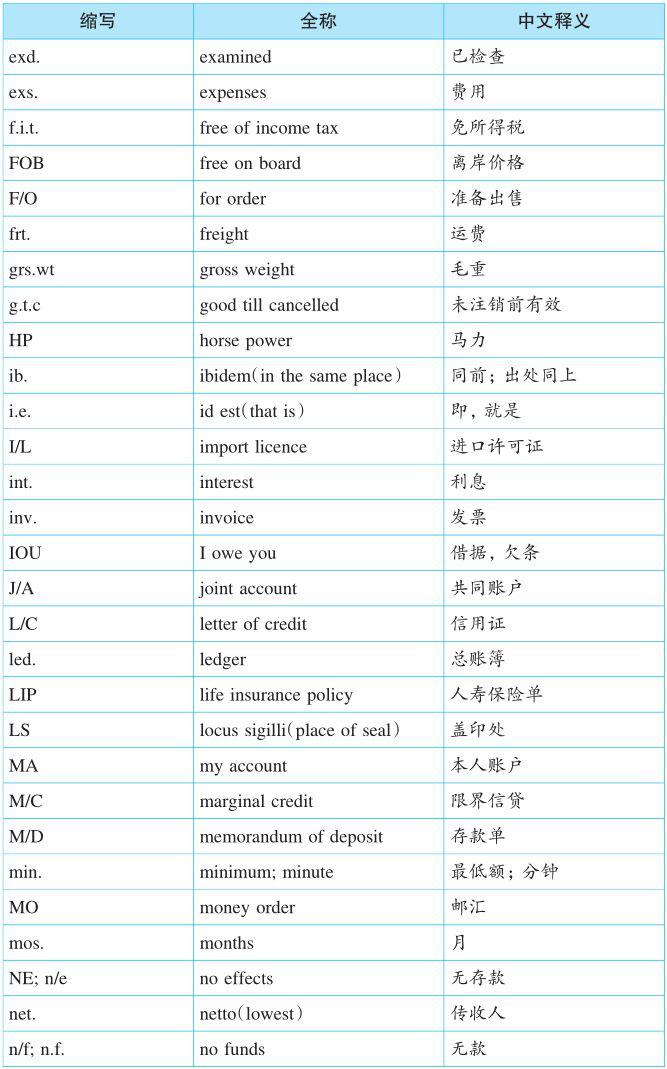 缩写 全称 中文释义
exd. examined 已检查
exs. expenses 费用
f.i.t. free of income tax 免所得税
FOB free on board 离岸价格
F/O for order 准备出售
frt. freight 运费
grs.wt gross weight 毛重
g.t.c good till cancelled 未注销前有效
HP horse power 马力
ib. ibidem(in the same place) 同前；出处同上
i.e. id est(that is) 即，就是
I/L import licence 进口许可证
int. interest 利息
inv. invoice 发票
IOU I owe you 借据，欠条
J/A joint account 共同账户
L/C letter of credit 信用证
led. ledger 总账簿
LIP life insurance policy 人寿保险单
LS locus sigilli(place of seal) 盖印处
MA my account 本人账户
M/C marginal credit 限界信贷
M/D memorandum of deposit 存款单
min. minimum; minute 最低额；分钟
MO money order 邮汇
mos. months 月
NE; n/e no effects 无存款
net. netto(lowest) 传收人
n/f; n.f. no funds 无款